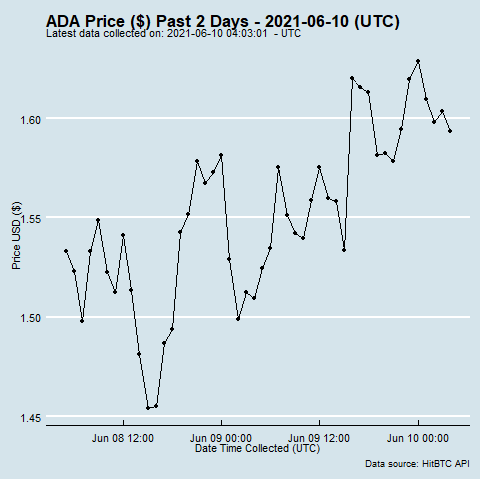 ADA Price ($) Past 2 Days - 2021-06-10 (UTC)
Latest data collected on: 2021-06-10 04:03:01 - UTC
Price USD ($)
1.60
1.55
1.50
1.45
Jun 08 12:00 Jun 09 00:00 Jun 09 12:00 Jun 10 00:00
Date Time Collected (UTC)
Data source: HitBTC API